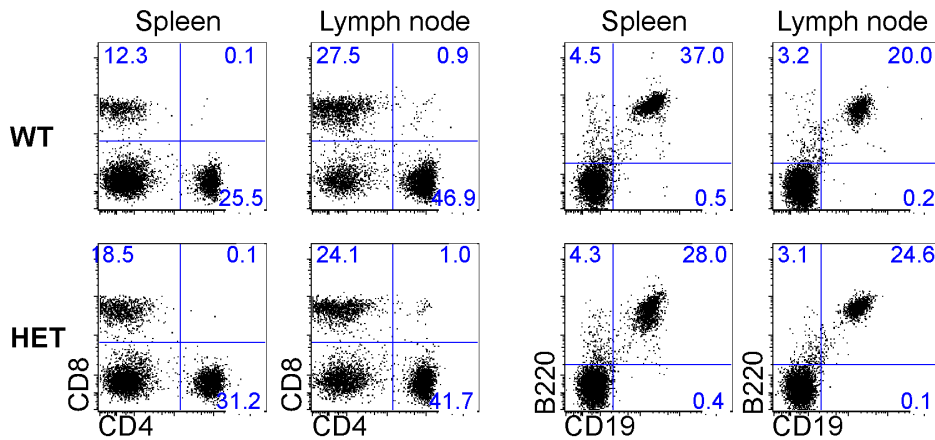 Spleen Lymph node Spleen Lymph node
12.3 0.1 27.5 0.9 4.5 37.0 3.2 20.0
WT
25.5 46.9 0.5 0.2
18.5 0.1 24.1 1.0 4.3 28.0 3.1 24.6
HET
CD8 CD8 B220 B220
31.2 41.7 0.4 0.1
CD4 CD4 CD19 CD19